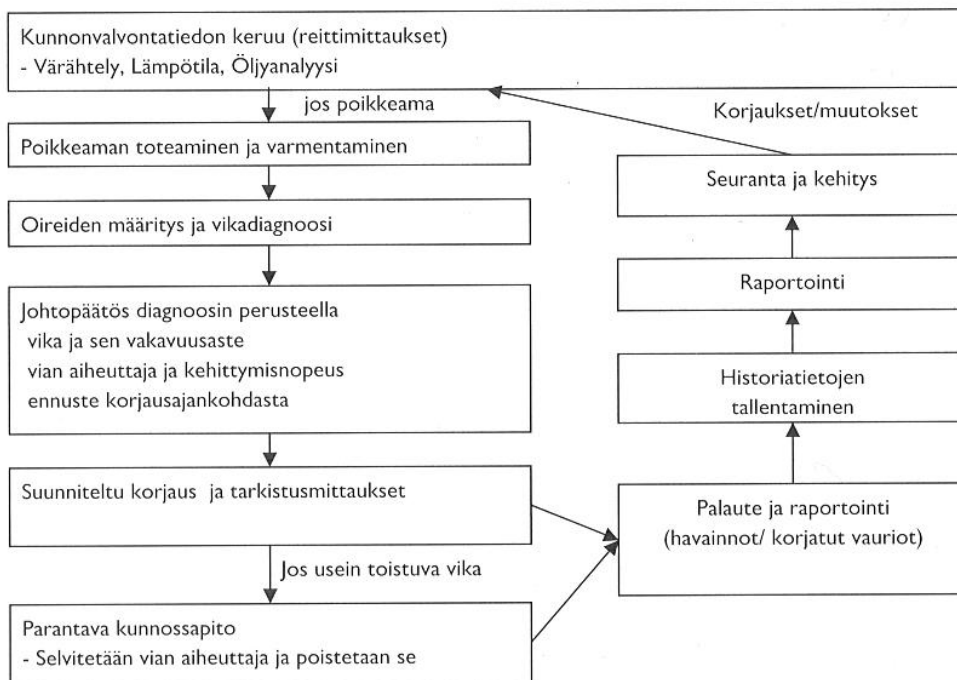 Kunnonvalvontatiedon keruu (reittimittaukset)
- Värähtely, Lämpötila, Öljyanalyysi
jos poikkeama
Poikkeaman toteaminen ja varmentaminen
Oireiden määritys ja vikadiagnoosi
Johtopäätös diagnoosin perusteella
vika ja sen vakavuusaste
vian aiheuttaja ja kehittymisnopeus
ennuste korjausajankohdasta
Suunniteltu korjaus ja tarkistusmittaukset
Jos usein toistuva vika
Parantava kunnossapito
- Selvitetään vian aiheuttaja ja poistetaan se
Palaute ja raportointi
(havainnot/ korjatut vauriot)
Historiatietojen
tallentaminen
Raportointi
Seuranta ja kehitys
Korjaukset/muutokset